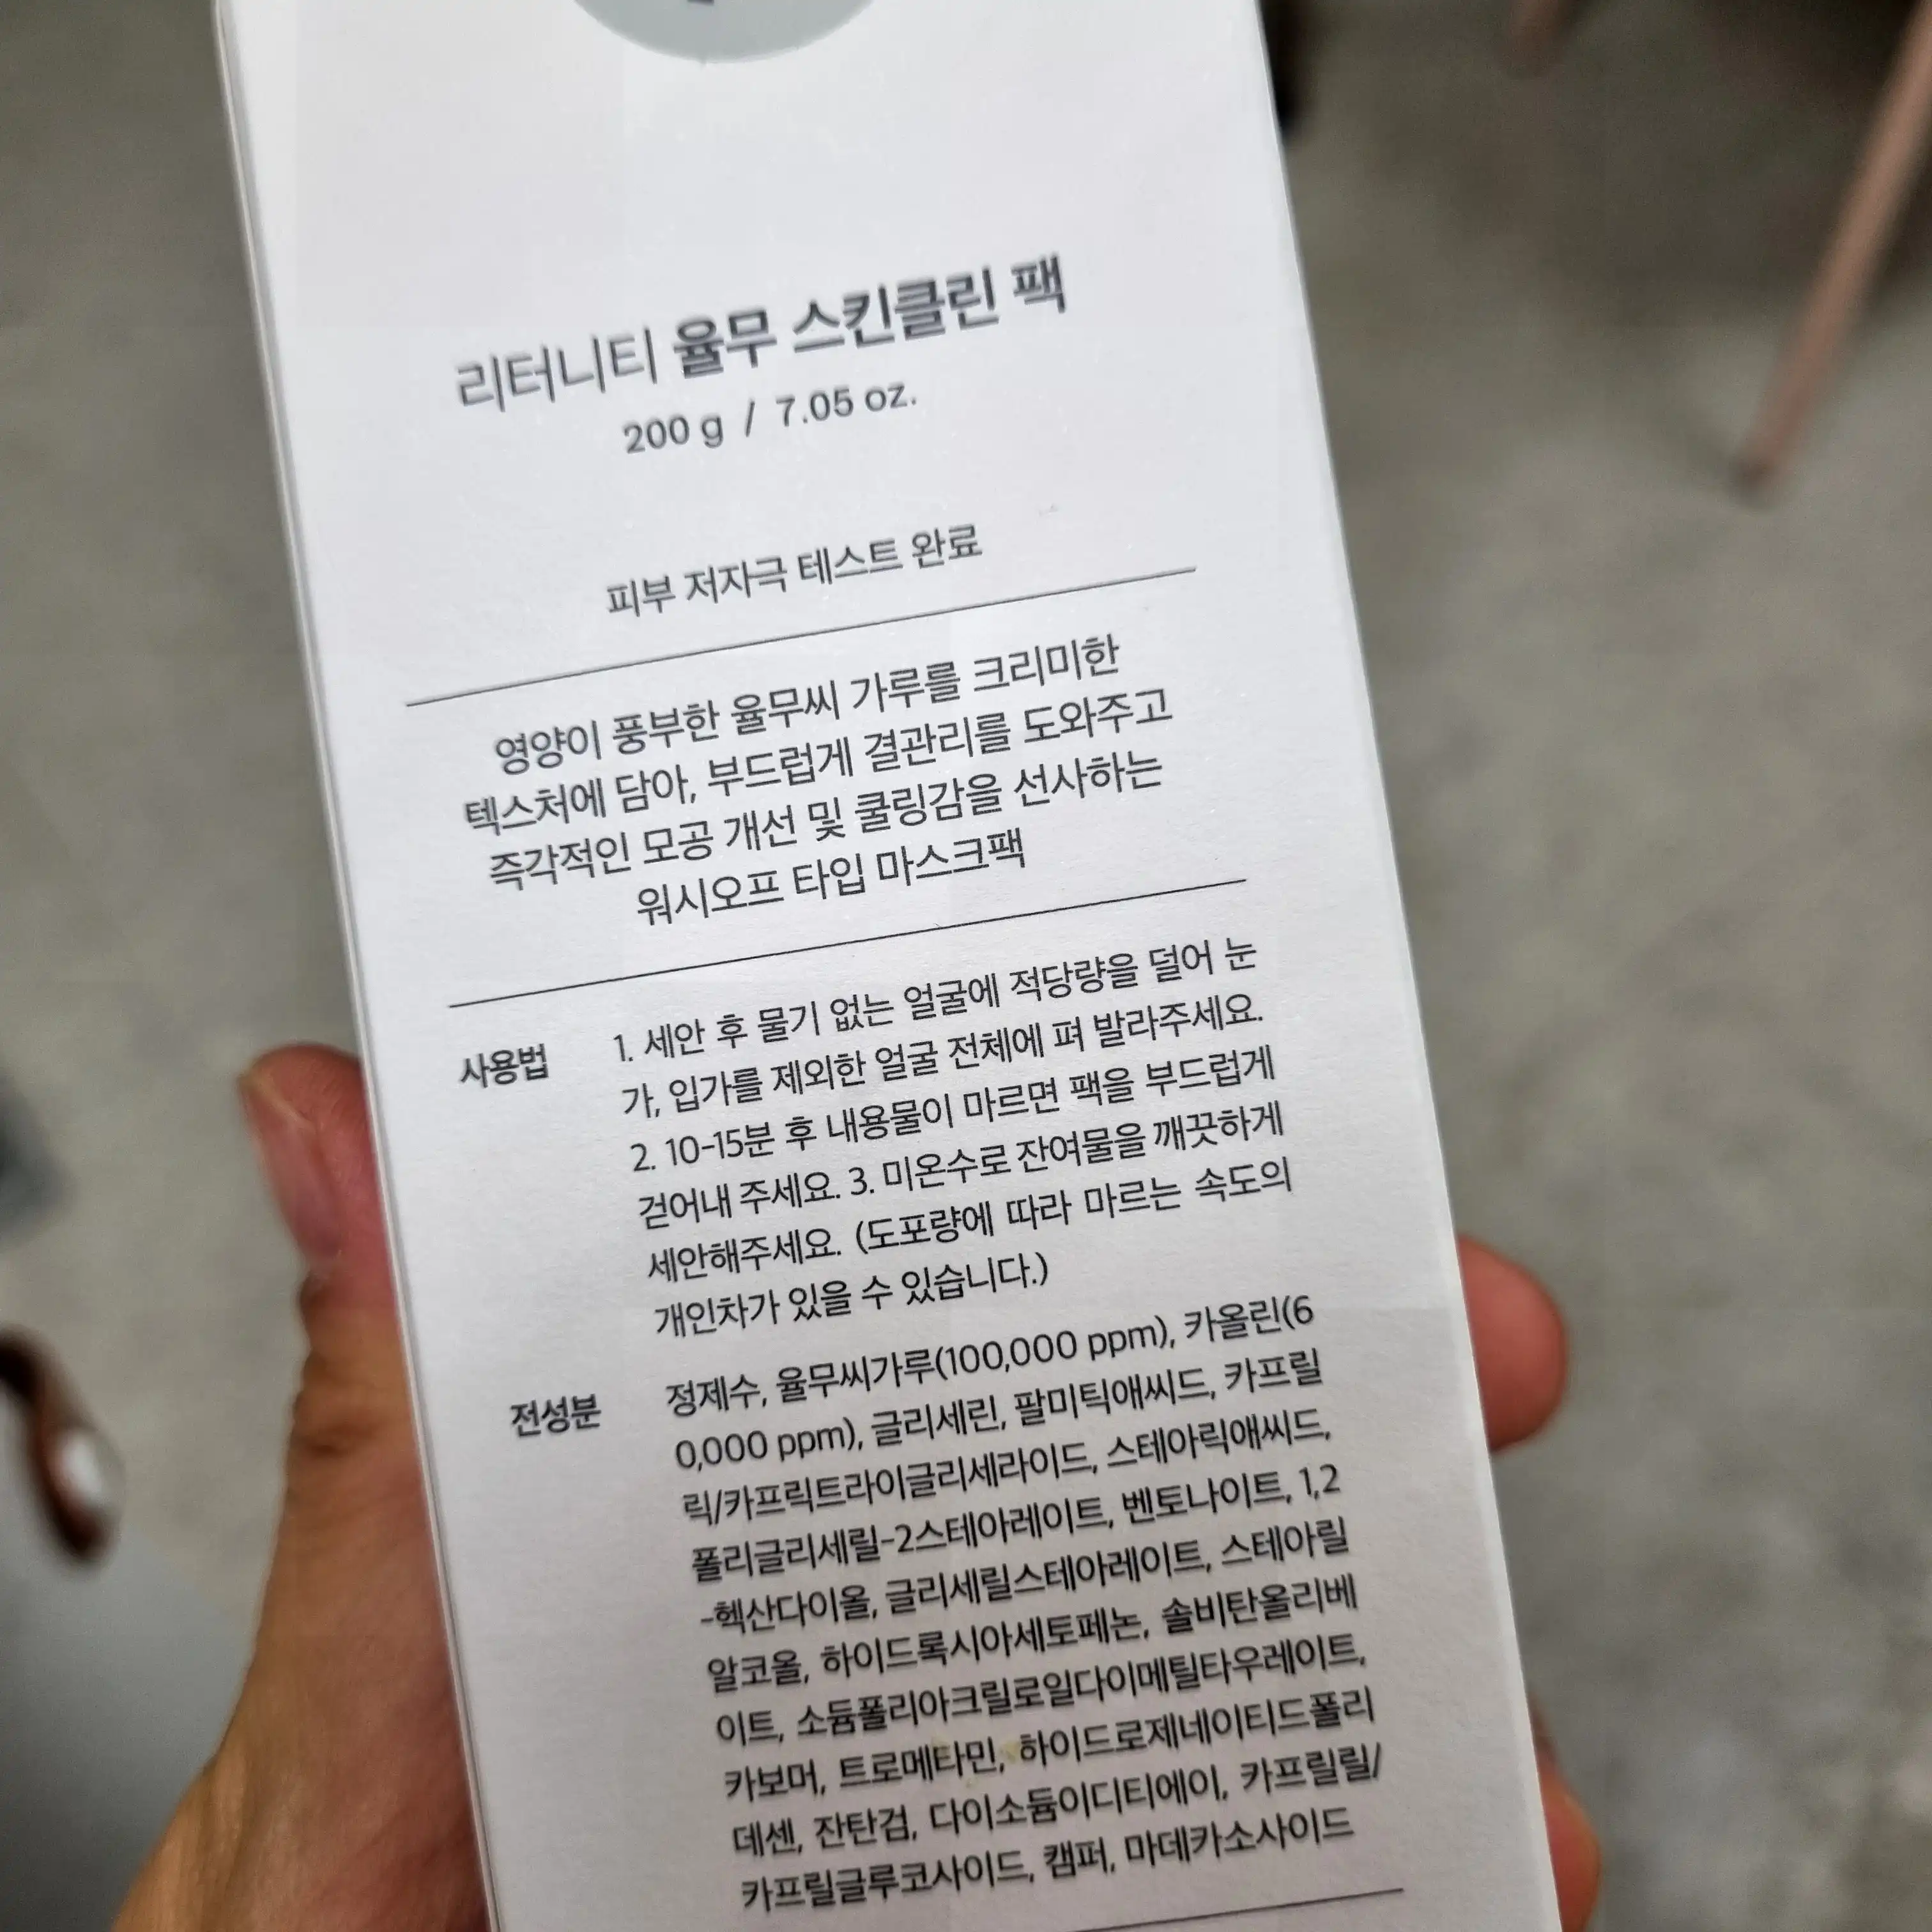 리터니티 율무 스킨클린 팩
200 g / 7.05 oz.
피부 저자극 테스트 완료
영양이 풍부한 율무씨 가루를 크리미한
텍스처에 담아, 부드럽게 결관리를 도와주고
즉각적인 모공 개선 및 쿨링감을 선사하는
워시오프 타입 마스크팩
사용법 1. 세안 후 물기 없는 얼굴에 적당량을 덜어 눈
가, 입가를 제외한 얼굴 전체에 펴 발라주세요.
2. 10-15분 후 내용물이 마르면 팩을 부드럽게
걷어내 주세요. 3. 미온수로 잔여물을 깨끗하게
세안해주세요. (도포량에 따라 마르는 속도의
개인차가 있을 수 있습니다.)
전성분 정제수, 율무씨가루(100,000 ppm), 카올린(6
0,000 ppm), 글리세린, 팔미틱애씨드, 카프릴
릭/카프릭트라이글리세라이드, 스테아릭애씨드,
폴리글리세릴-2스테아레이트, 벤토나이트, 1,2
-헥산다이올, 글리세릴스테아레이트, 스테아릴
알코올, 하이드록시아세토페논, 솔비탄올리베
이트, 소듐폴리아크릴로일다이메틸타우레이트,
카보머, 트로메타민, 하이드로제네이티드폴리
데센, 잔탄검, 다이소듐이디티에이, 카프릴릴/
카프릴글루코사이드, 캠퍼, 마데카소사이드